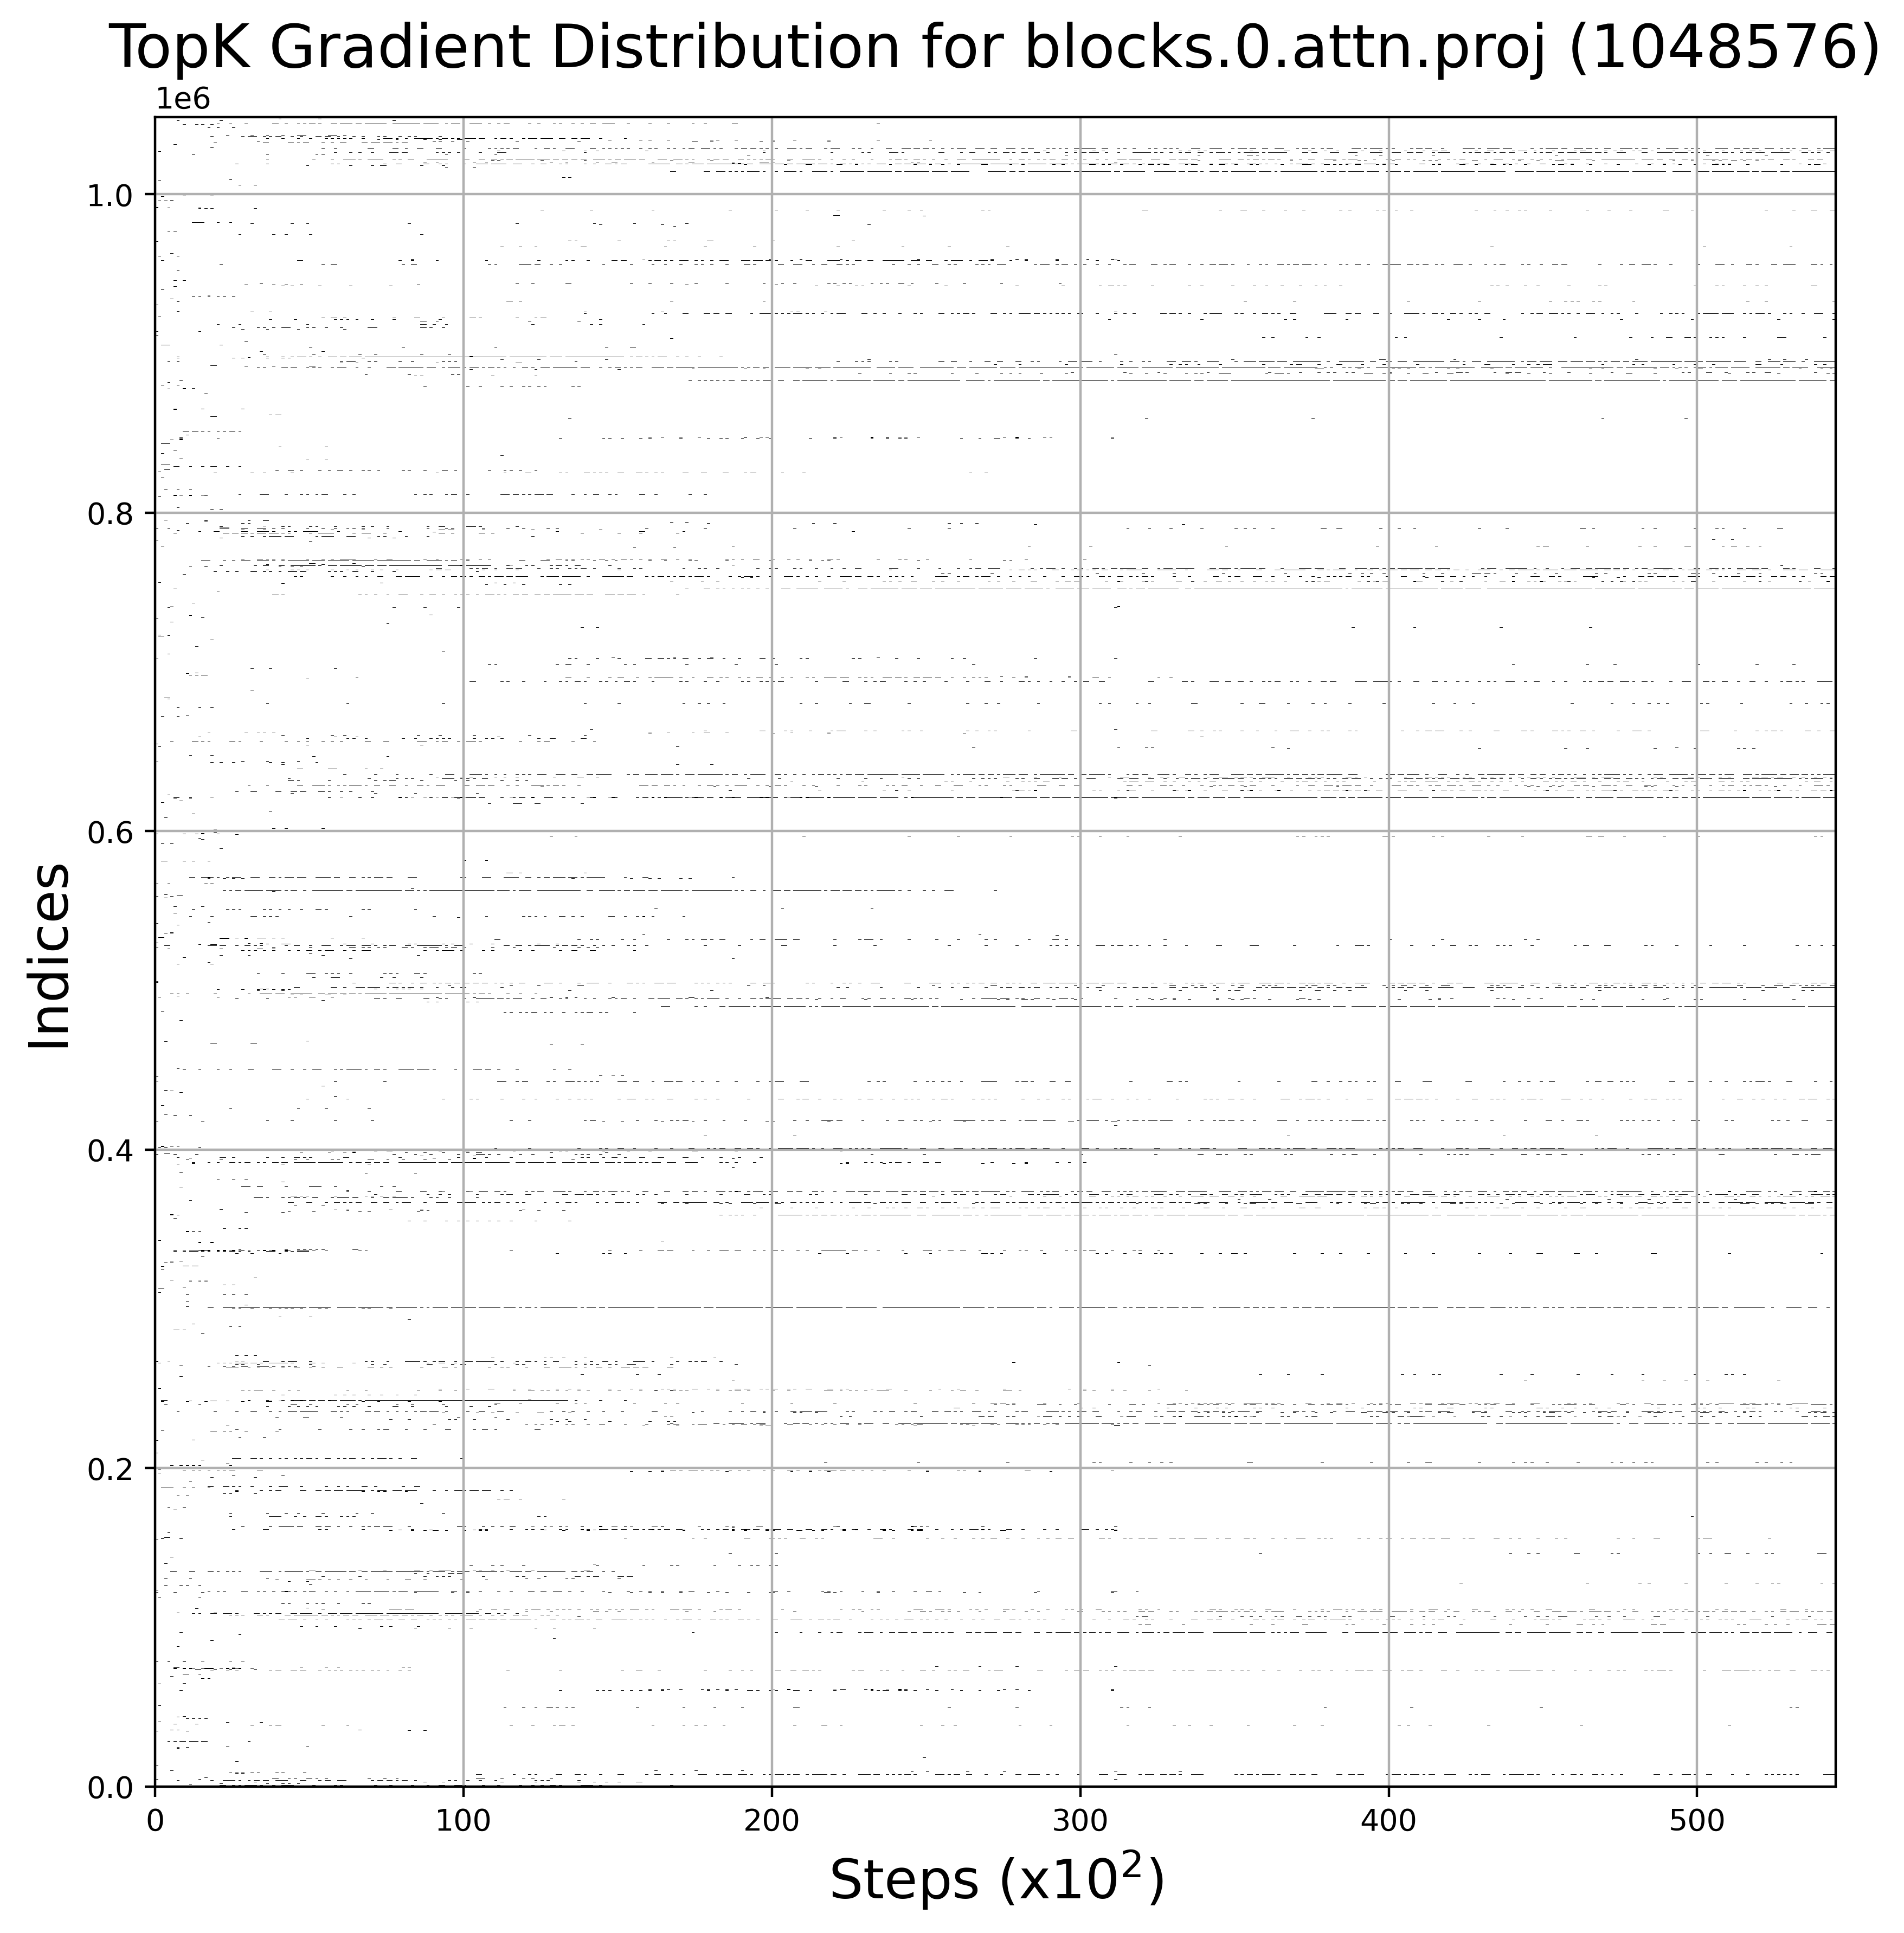 TopK Gradient Distribution for blocks.0.attn.proj (1048576)
1e6
1.0
0.8
0.6
0.4
0.2
0.0
Indices
0 100 200 300 400 500
Steps (x10²)